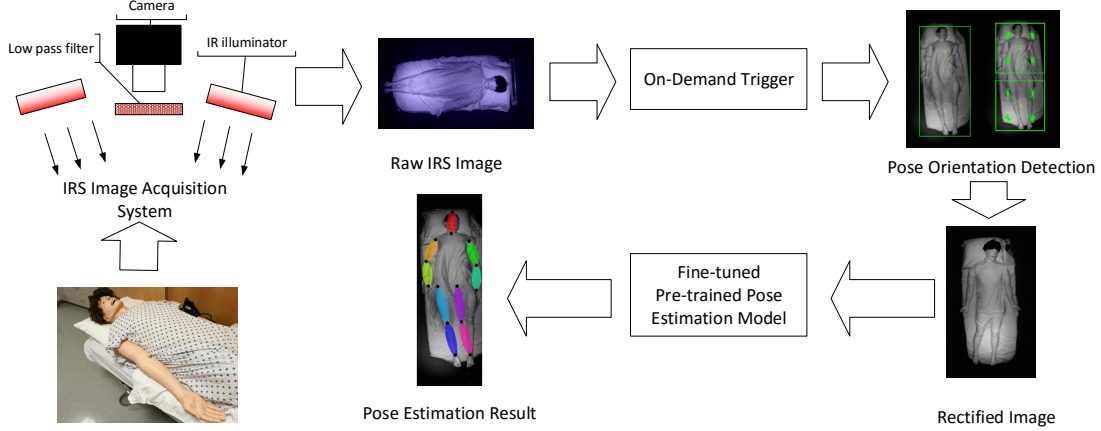 Camera
Low pass filter
IR illuminator
IRS Image Acquisition
System
Raw IRS Image
On-Demand Trigger
Pose Orientation Detection
Fine-tuned
Pre-trained Pose
Estimation Model
Pose Estimation Result
Rectified Image